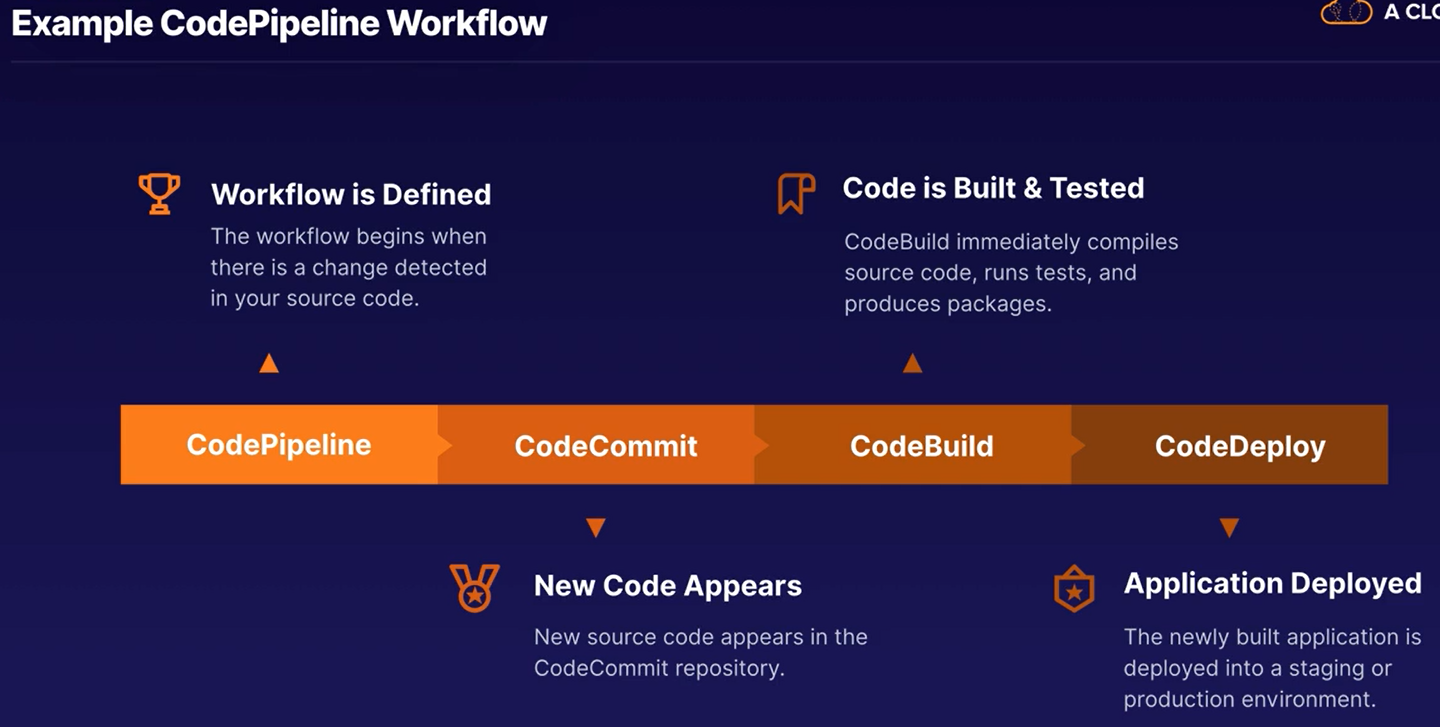 Example CodePipeline Workflow
A CLO
Workflow is Defined
The workflow begins when
there is a change detected
in your source code.
Code is Built & Tested
CodeBuild immediately compiles
source code, runs tests, and
produces packages.
CodePipeline
CodeCommit
CodeBuild
CodeDeploy
New Code Appears
New source code appears in the
CodeCommit repository.
Application Deployed
The newly built application is
deployed into a staging or
production environment.